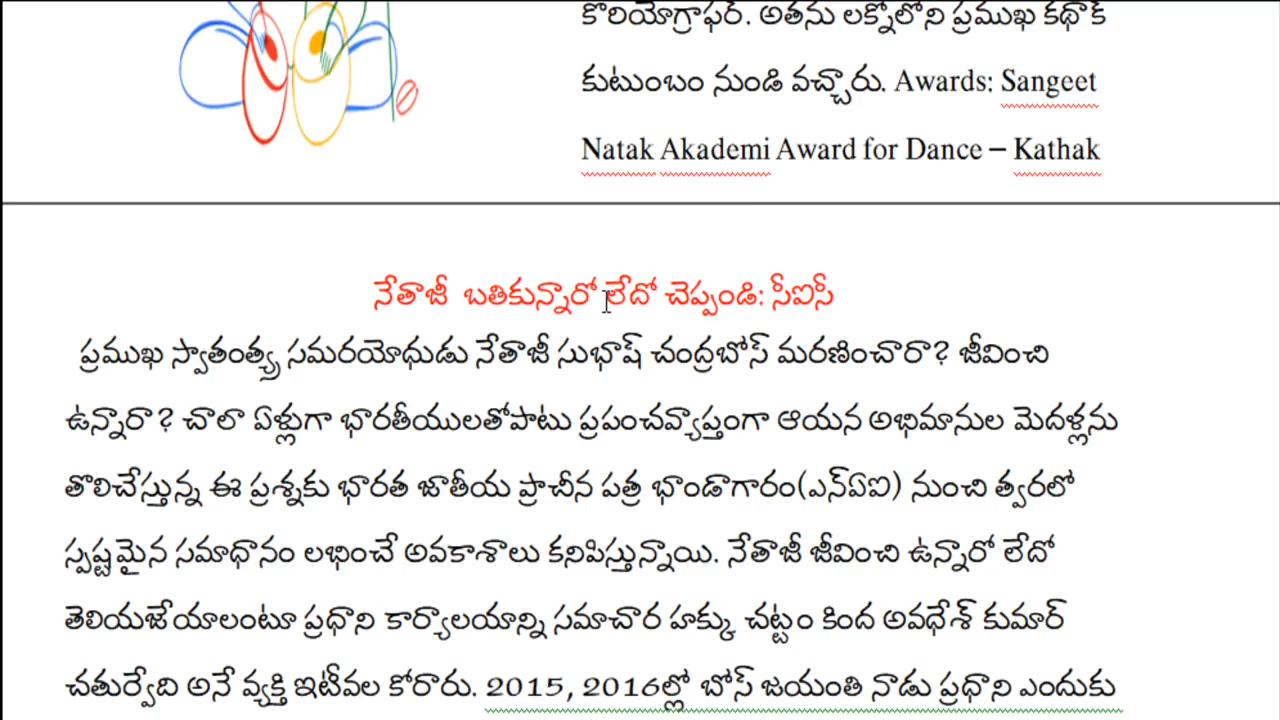 కొరియోగ్రాఫర్. అతను లక్నోలోని ప్రముఖ కథాక్
కుటుంబం నుండి వచ్చారు. Awards: Sangeet
Natak Akademi Award for Dance – Kathak
నేతాజీ బతికున్నారో లేదో చెప్పండి: సీఐసీ
ప్రముఖ స్వాతంత్య్ర సమరయోధుడు నేతాజీ సుభాష్ చంద్రబోస్ మరణించారా? జీవించి
ఉన్నారా? చాలా ఏళ్లుగా భారతీయులతోపాటు ప్రపంచవ్యాప్తంగా ఆయన అభిమానుల మెదళ్లను
తొలిచేస్తున్న ఈ ప్రశ్నకు భారత జాతీయ ప్రాచీన పత్ర భాండాగారం(ఎన్ఏఐ) నుంచి త్వరలో
స్పష్టమైన సమాధానం లభించే అవకాశాలు కనిపిస్తున్నాయి. నేతాజీ జీవించి ఉన్నారో లేదో
తెలియజేయాలంటూ ప్రధాని కార్యాలయాన్ని సమాచార హక్కు చట్టం కింద అవధేశ్ కుమార్
చతుర్వేది అనే వ్యక్తి ఇటీవల కోరారు. 2015, 2016ల్లో బోస్ జయంతి నాడు ప్రధాని ఎందుకు